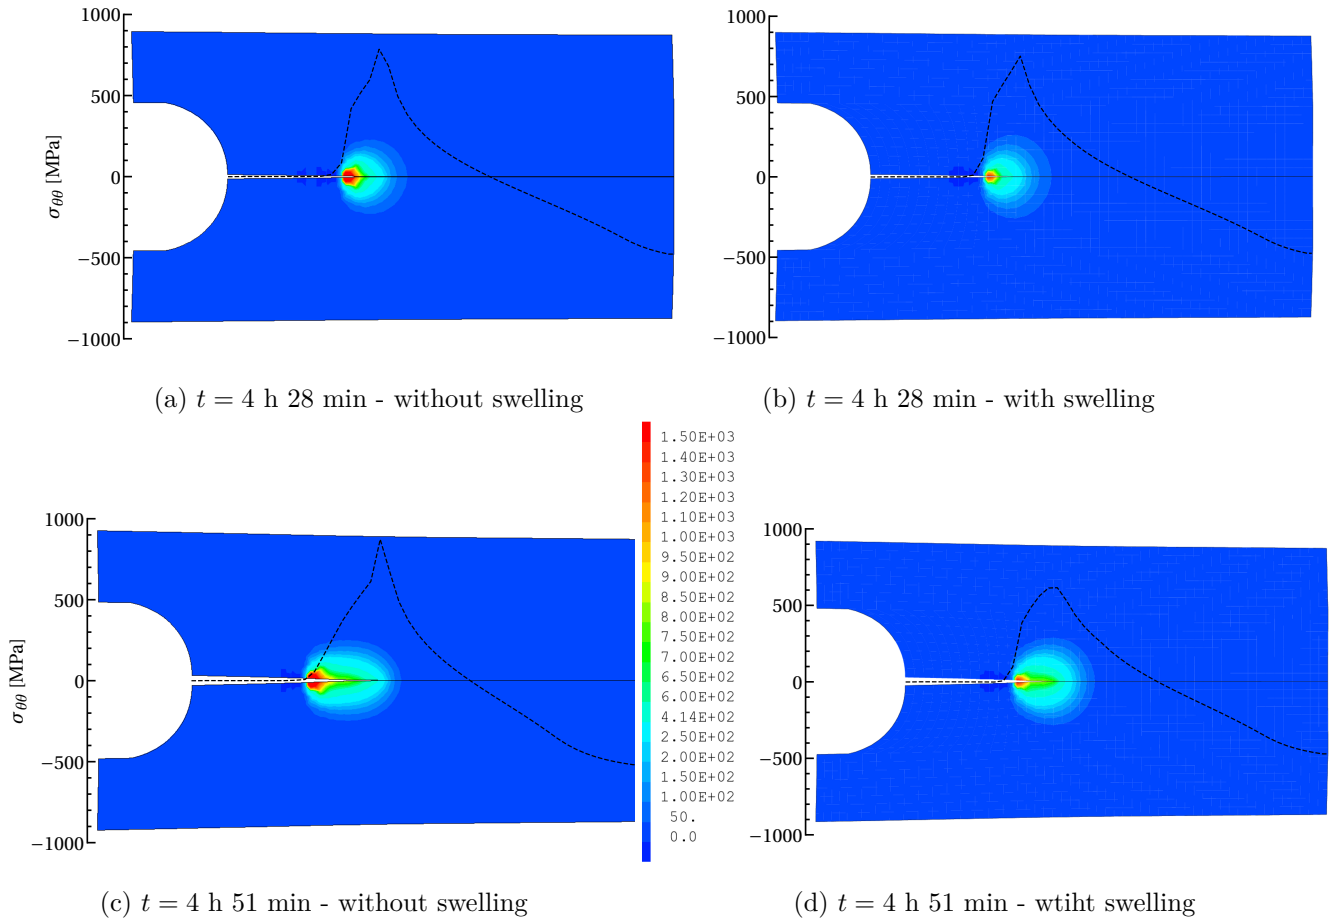 1000
500
0
−500
−1000
σθθ [MPa]
1000
500
0
−500
−1000
(a) t = 4 h 28 min - without swelling
(b) t = 4 h 28 min - with swelling
1.50E+03
1.40E+03
1.30E+03
1.20E+03
1.10E+03
1.00E+03
9.50E+02
9.00E+02
8.50E+02
8.00E+02
7.50E+02
7.00E+02
6.50E+02
6.00E+02
4.14E+02
2.50E+02
2.00E+02
1.50E+02
1.00E+02
50.
0.0
1000
500
0
−500
−1000
σθθ [MPa]
1000
500
0
−500
−1000
(c) t = 4 h 51 min - without swelling
(d) t = 4 h 51 min - wtiht swelling